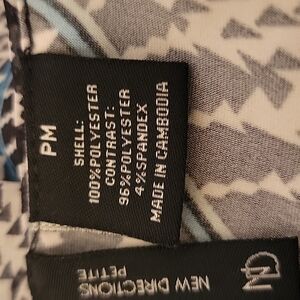 PM
SHELL:
100%POLYESTER
CONTRAST:
96%POLYESTER
4%SPANDEX
MADE IN CAMBODIA
NEW DIRECTIONS
PETITE